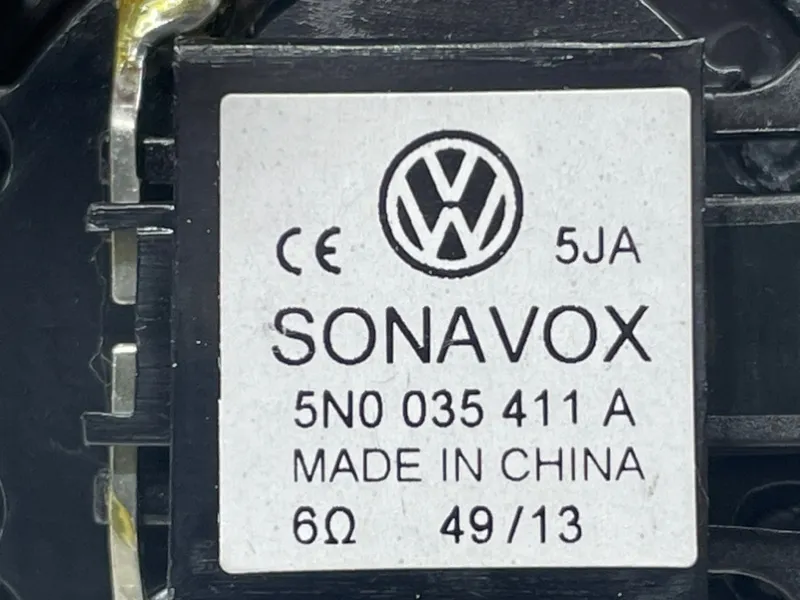 CE 5JA
SONAVOX
5N0 035 411 A
MADE IN CHINA
6Ω 49/13